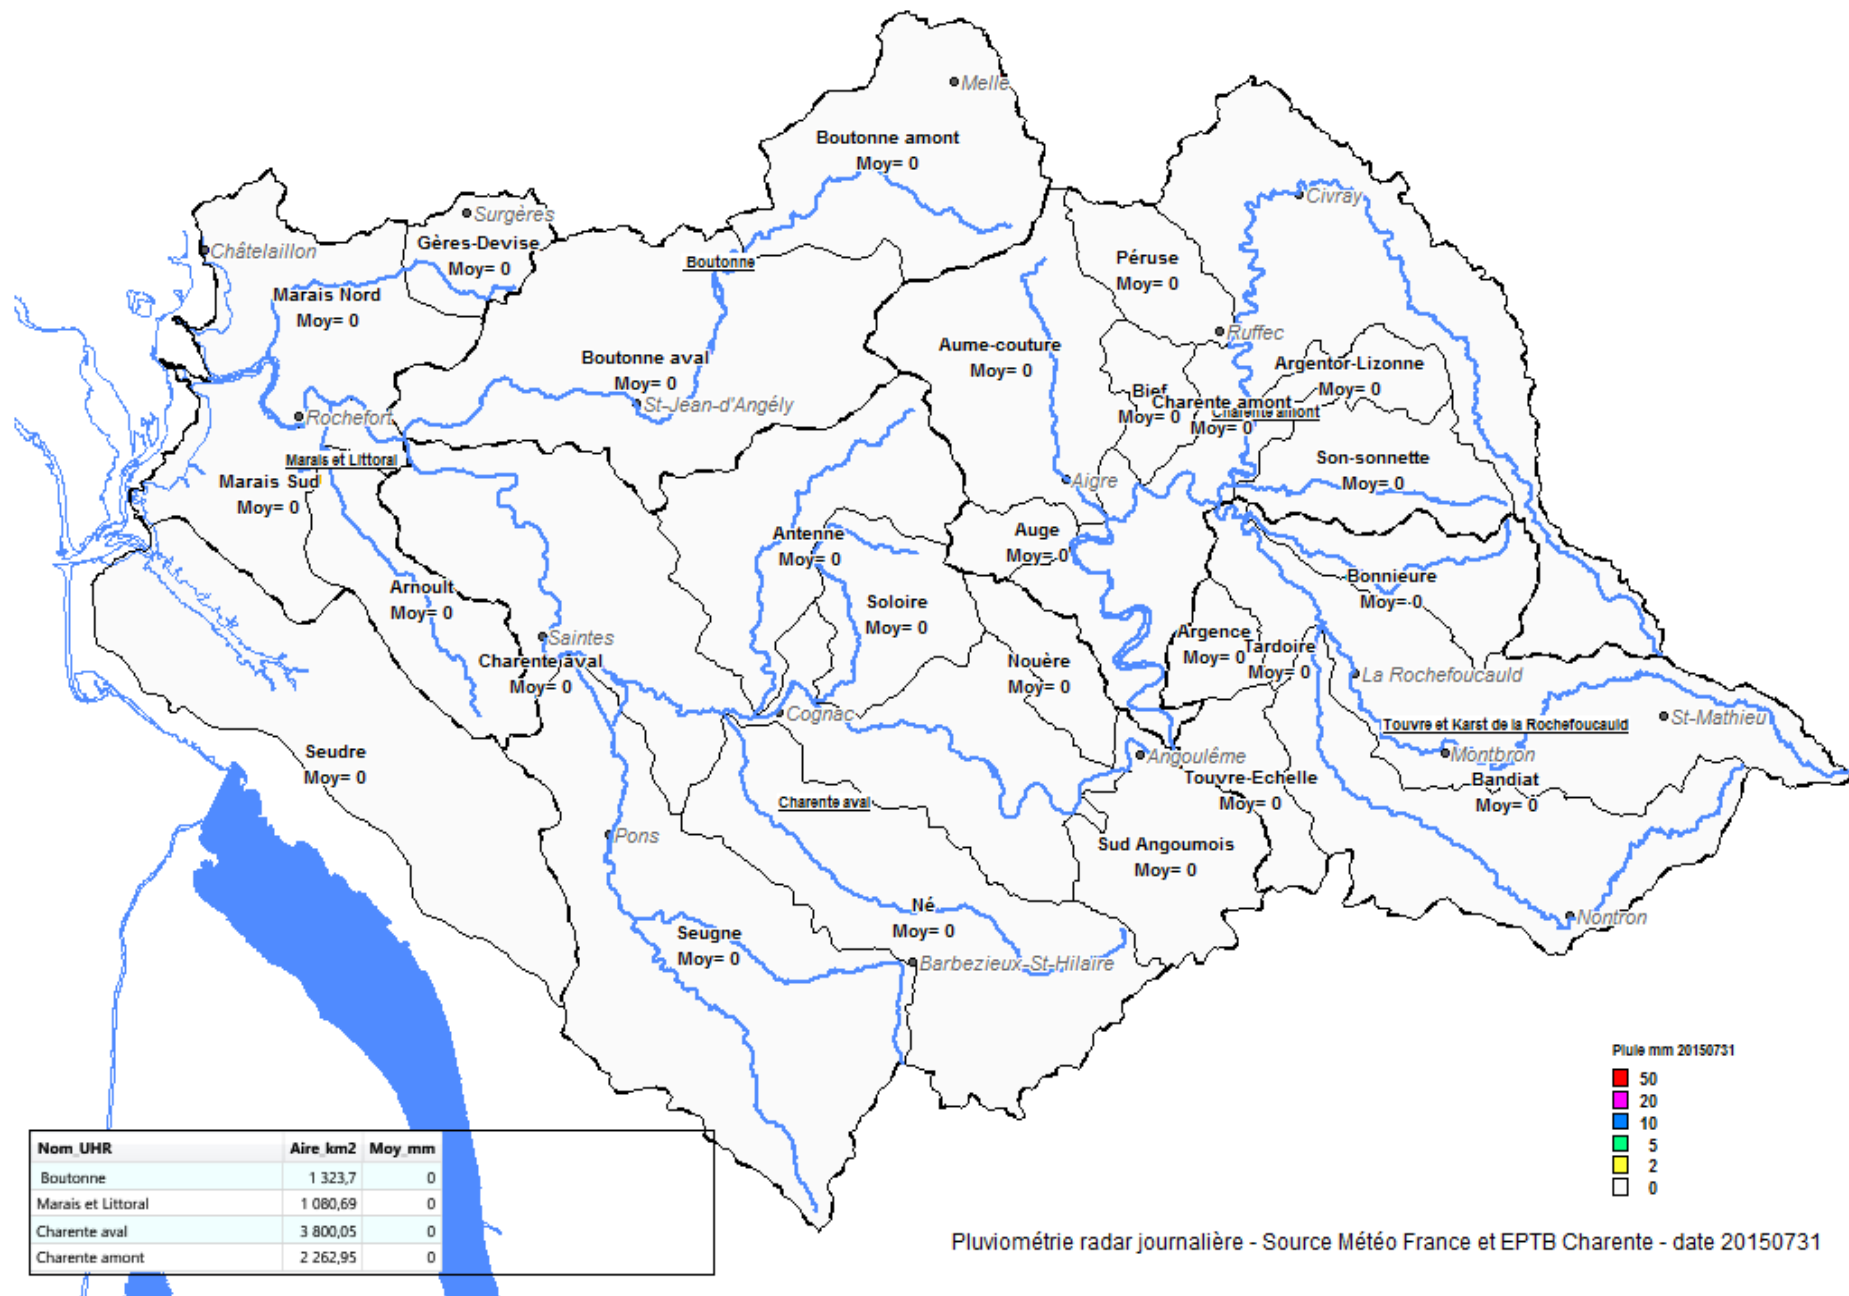 Melle
Boutonne amont
Moy= 0
Civray
Surgères
Châtelaillon
Gères-Devise
Moy= 0
Boutonne
Péruse
Moy= 0
Marais Nord
Moy= 0
Ruffec
Aume-couture
Moy= 0
Boutonne aval
Moy= 0
Argentor-Lizonne
Moy= 0
Bief
Moy= 0
Charente amont
Moy= 0
Charente amont
St-Jean-d'Angély
Rochefort
Marais et Littoral
Son-sonnette
Moy= 0
Marais Sud
Moy= 0
Aigre
Antenne
Moy= 0
Auge
Moy= 0
Bonnieure
Moy= 0
Arnoult
Moy= 0
Soloire
Moy= 0
Saintes
Argence
Moy= 0
Tardoire
Moy= 0
Charente aval
Moy= 0
Nouère
Moy= 0
La Rochefoucauld
Cognac
St-Mathieu
Touvre et Karst de la Rochefoucauld
Seudre
Moy= 0
Angoulême
Montbron
Touvre-Echelle
Moy= 0
Bandiat
Moy= 0
Charente aval
Pons
Sud Angoumois
Moy= 0
Né
Moy= 0
Nontron
Seugne
Moy= 0
Barbezieux-St-Hilaire
Pluie mm 20150731
50
20
10
5
2
0
Nom_UHR Aire_km2 Moy_mm
Boutonne 1 323,7 0
Marais et Littoral 1 080,69 0
Charente aval 3 800,05 0
Charente amont 2 262,95 0
Pluviométrie radar journalière - Source Météo France et EPTB Charente - date 20150731